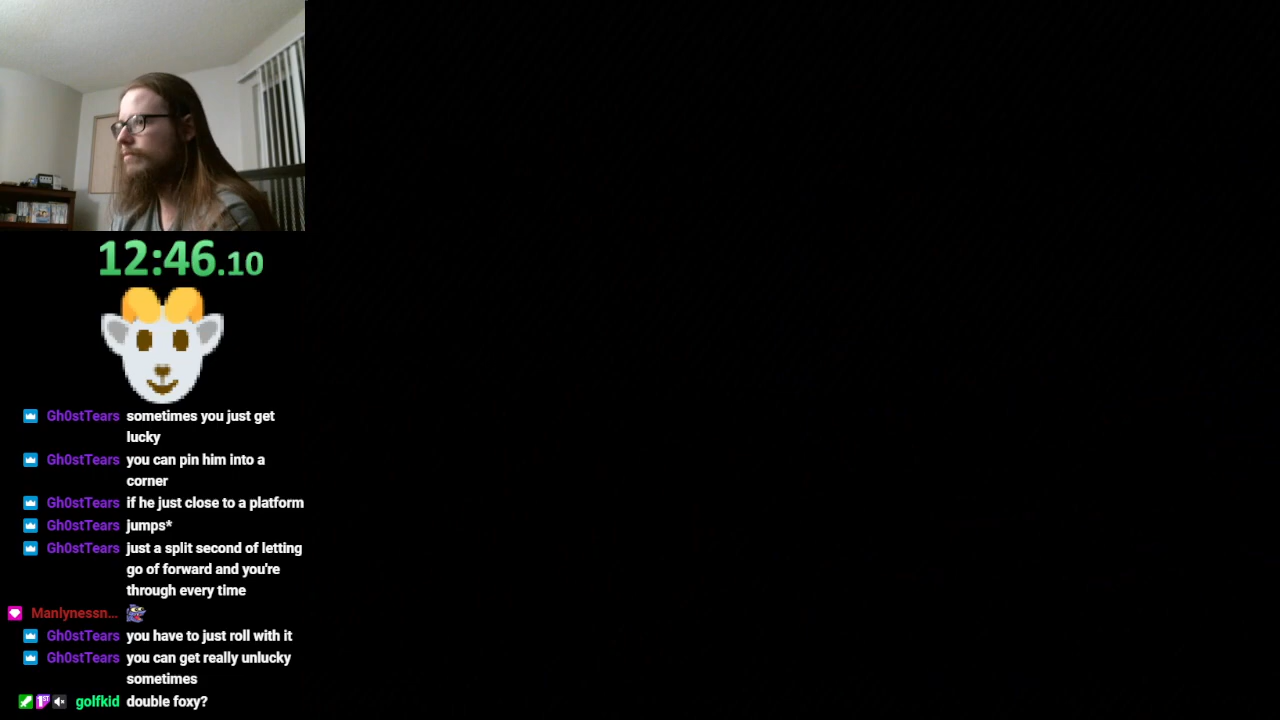 12:46.10
Gh0stTears sometimes you just get
lucky
Gh0stTears you can pin him into a
corner
Gh0stTears if he just close to a platform
Gh0stTears jumps*
Gh0stTears just a split second of letting
go of forward and you're
through every time
Manlynessn...
Gh0stTears you have to just roll with it
Gh0stTears you can get really unlucky
sometimes
1ST golfkid double foxy?